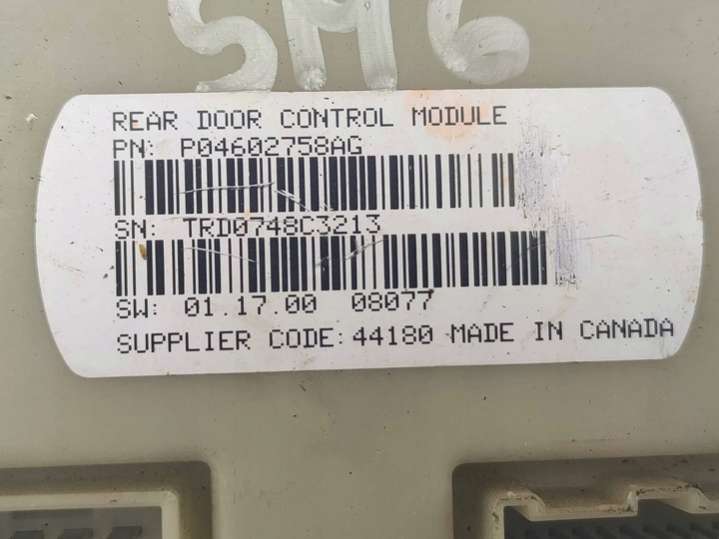 SM6
REAR DOOR CONTROL MODULE
PN: P04602758AG
SN: TRD0748C3213
SW: 01.17.00 08077
SUPPLIER CODE: 44180 MADE IN CANADA